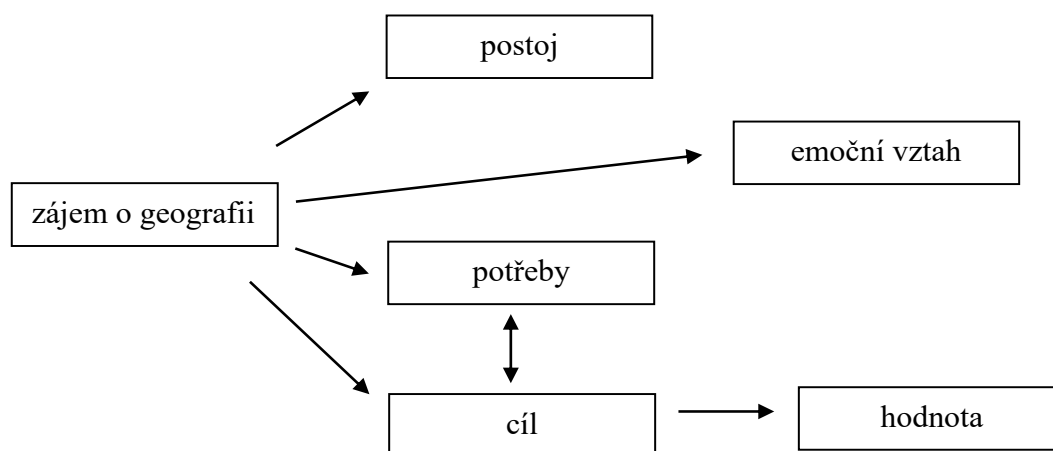 postoj
emoční vztah
zájem o geografii
potřeby
cíl
hodnota